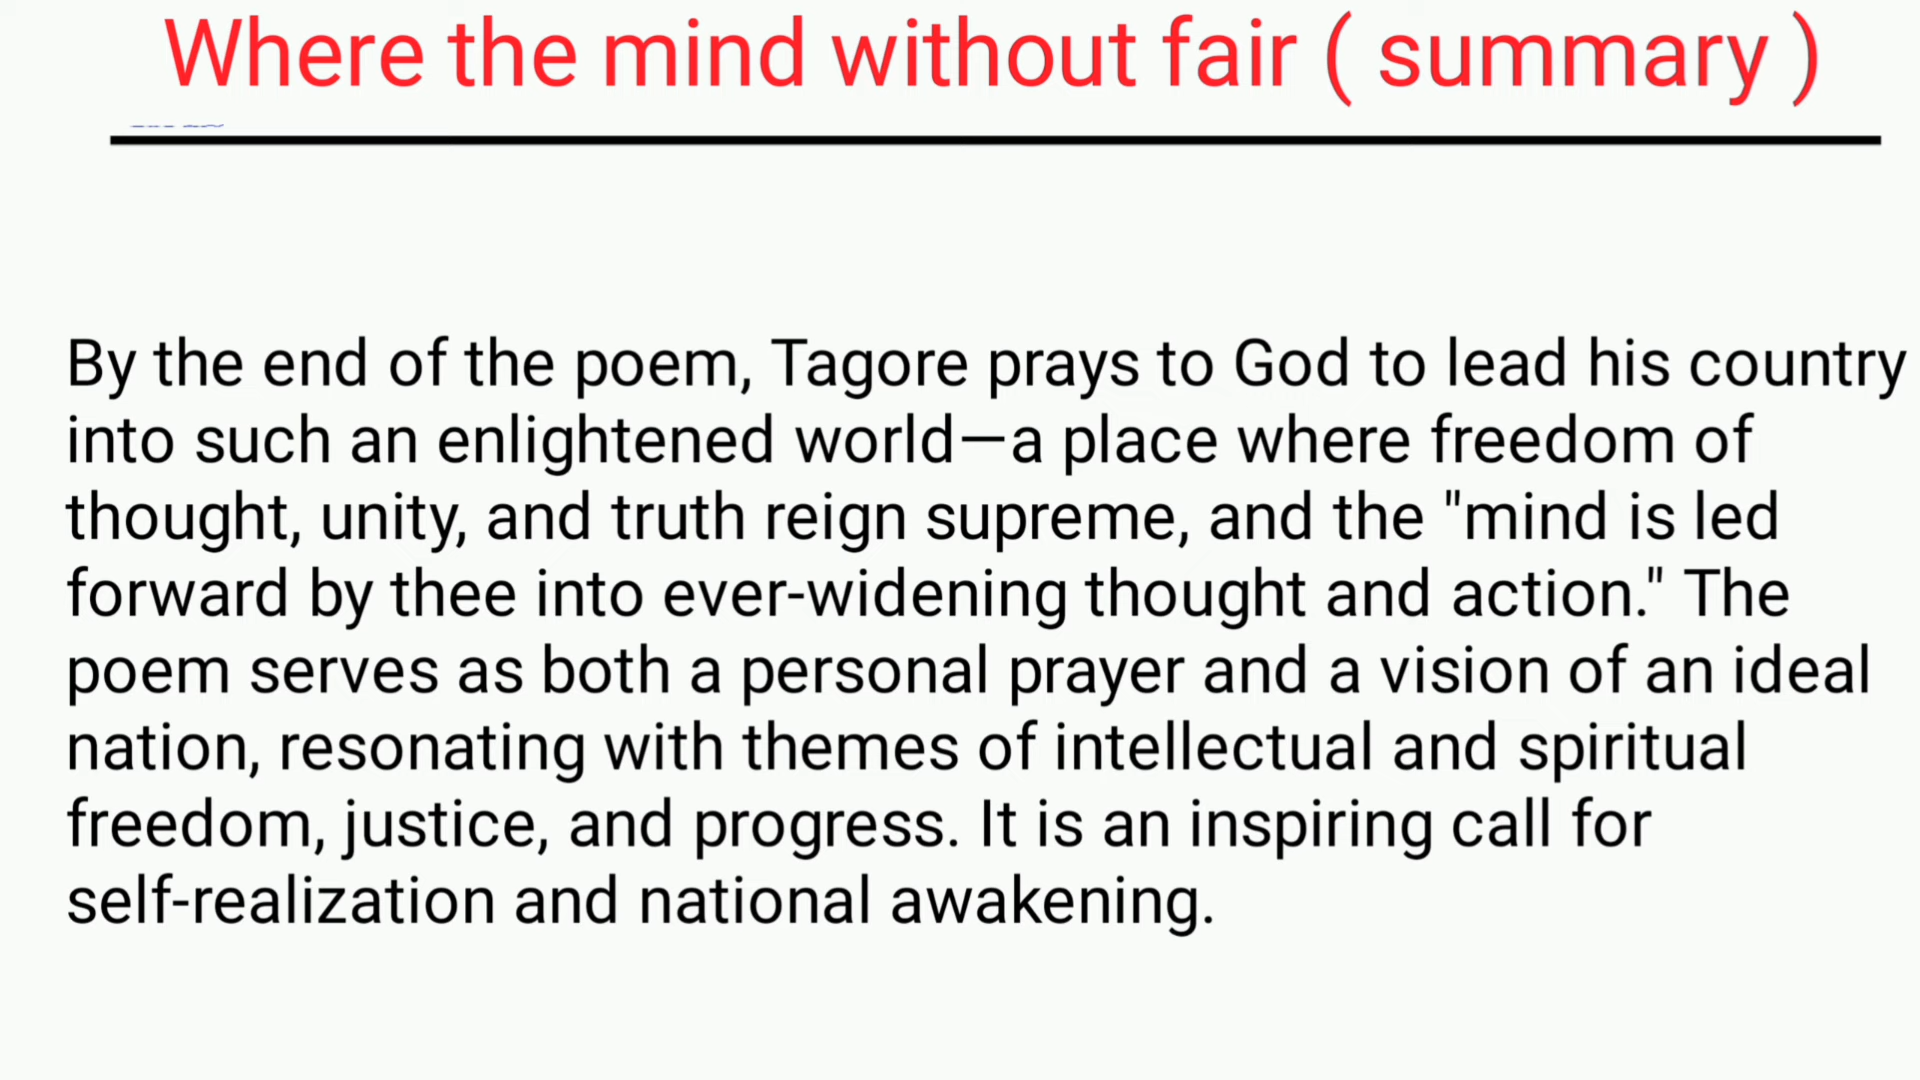 Where the mind without fair ( summary )
By the end of the poem, Tagore prays to God to lead his country
into such an enlightened world—a place where freedom of
thought, unity, and truth reign supreme, and the "mind is led
forward by thee into ever-widening thought and action." The
poem serves as both a personal prayer and a vision of an ideal
nation, resonating with themes of intellectual and spiritual
freedom, justice, and progress. It is an inspiring call for
self-realization and national awakening.